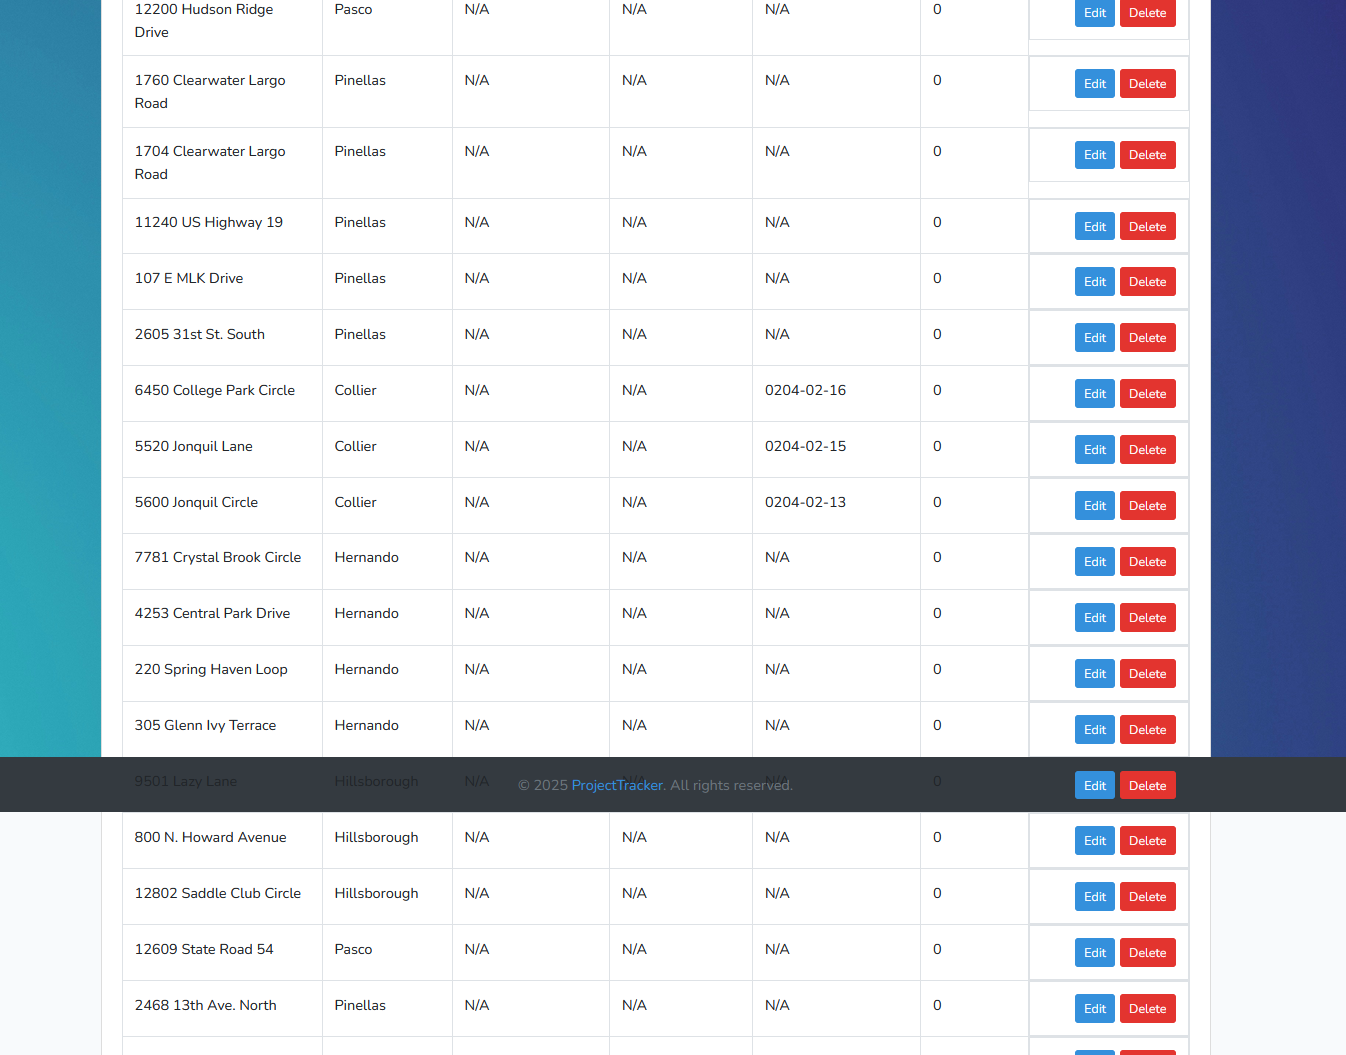 12200 Hudson Ridge Drive Pasco N/A N/A N/A 0 Edit Delete
1760 Clearwater Largo Road Pinellas N/A N/A N/A 0 Edit Delete
1704 Clearwater Largo Road Pinellas N/A N/A N/A 0 Edit Delete
11240 US Highway 19 Pinellas N/A N/A N/A 0 Edit Delete
107 E MLK Drive Pinellas N/A N/A N/A 0 Edit Delete
2605 31st St. South Pinellas N/A N/A N/A 0 Edit Delete
6450 College Park Circle Collier N/A N/A 0204-02-16 0 Edit Delete
5520 Jonquil Lane Collier N/A N/A 0204-02-15 0 Edit Delete
5600 Jonquil Circle Collier N/A N/A 0204-02-13 0 Edit Delete
7781 Crystal Brook Circle Hernando N/A N/A N/A 0 Edit Delete
4253 Central Park Drive Hernando N/A N/A N/A 0 Edit Delete
220 Spring Haven Loop Hernando N/A N/A N/A 0 Edit Delete
305 Glenn Ivy Terrace Hernando N/A N/A N/A 0 Edit Delete
9501 Lazy Lane Hillsborough N/A N/A N/A 0 Edit Delete
© 2025 ProjectTracker. All rights reserved.
800 N. Howard Avenue Hillsborough N/A N/A N/A 0 Edit Delete
12802 Saddle Club Circle Hillsborough N/A N/A N/A 0 Edit Delete
12609 State Road 54 Pasco N/A N/A N/A 0 Edit Delete
2468 13th Ave. North Pinellas N/A N/A N/A 0 Edit Delete